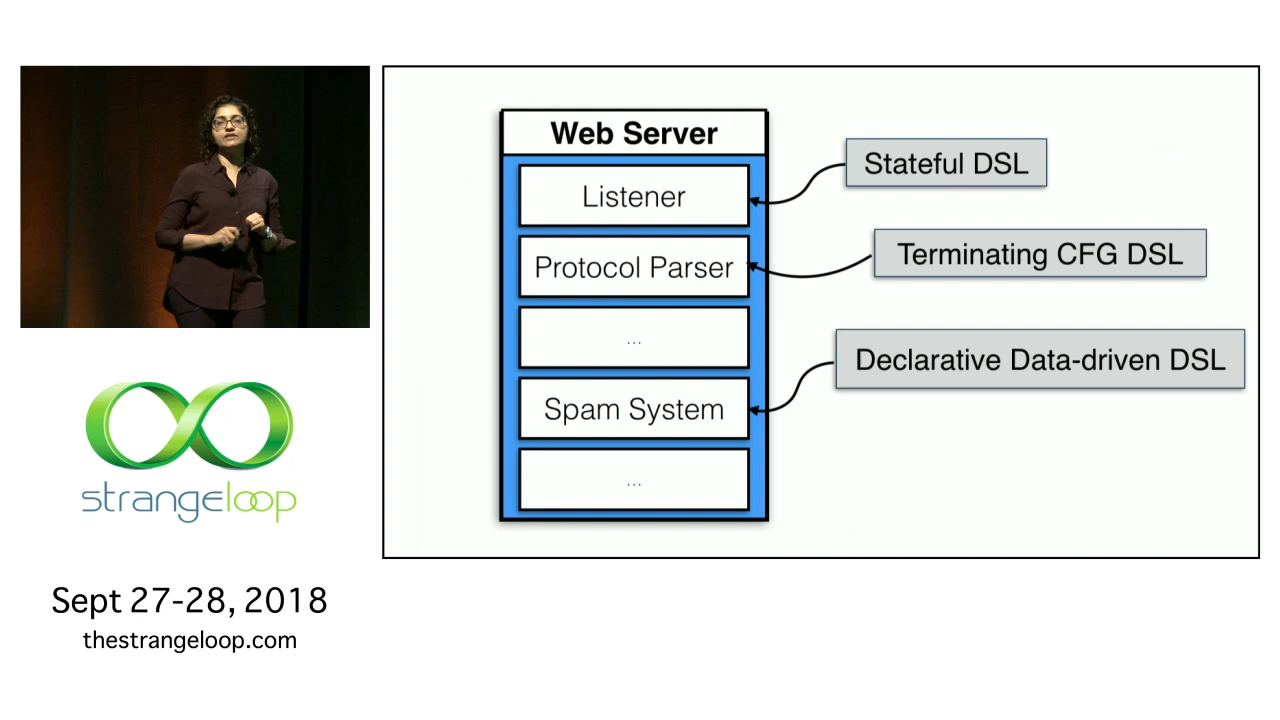 Web Server
Listener
Protocol Parser
...
Spam System
...
Stateful DSL
Terminating CFG DSL
Declarative Data-driven DSL
strangeloop
Sept 27-28, 2018
thestrangeloop.com